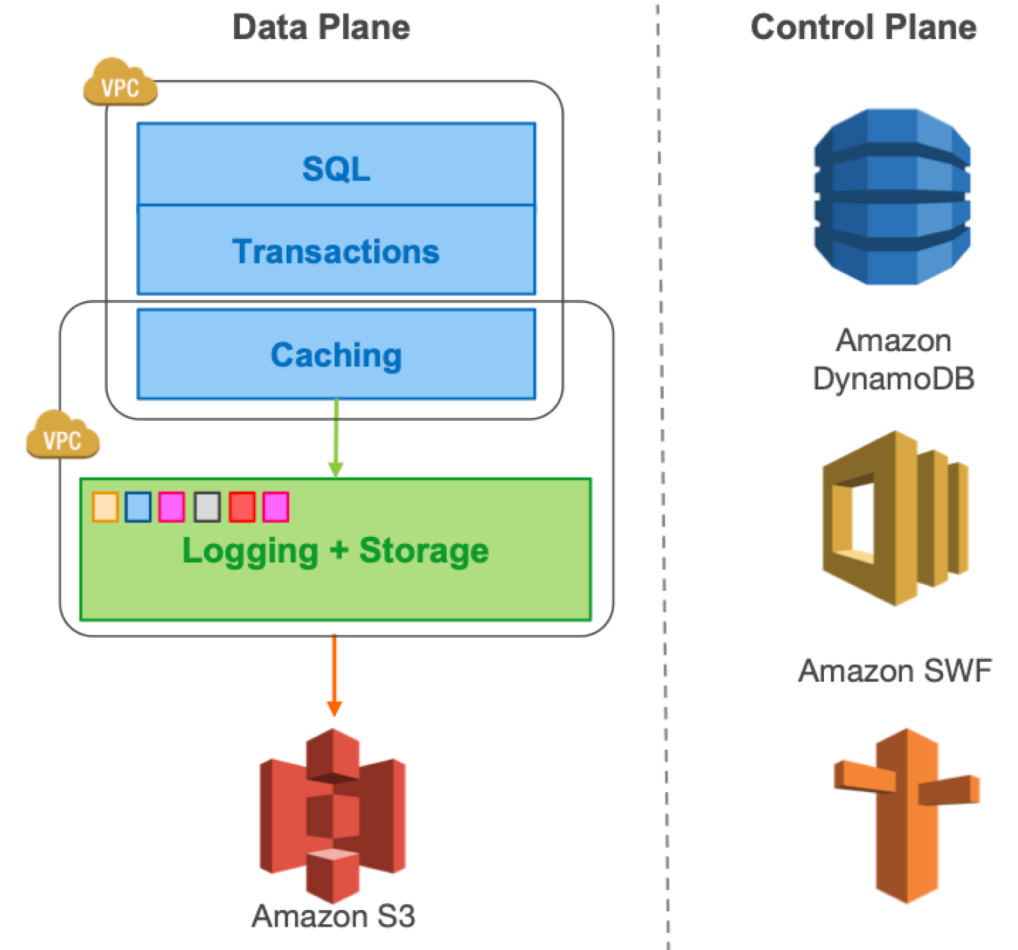 Data Plane
Control Plane
VPC
SQL
Transactions
Caching
VPC
Logging + Storage
Amazon S3
Amazon
DynamoDB
Amazon SWF